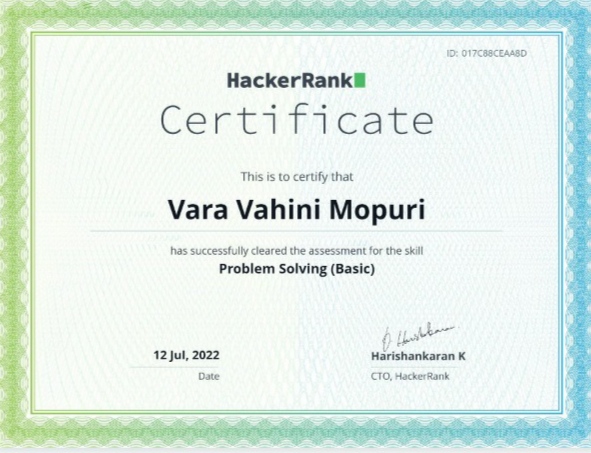 ID: 017C88CEAA8D
HackerRank
Certificate
This is to certify that
Vara Vahini Mopuri
has successfully cleared the assessment for the skill
Problem Solving (Basic)
12 Jul, 2022
Date
Harishankaran K
CTO, HackerRank